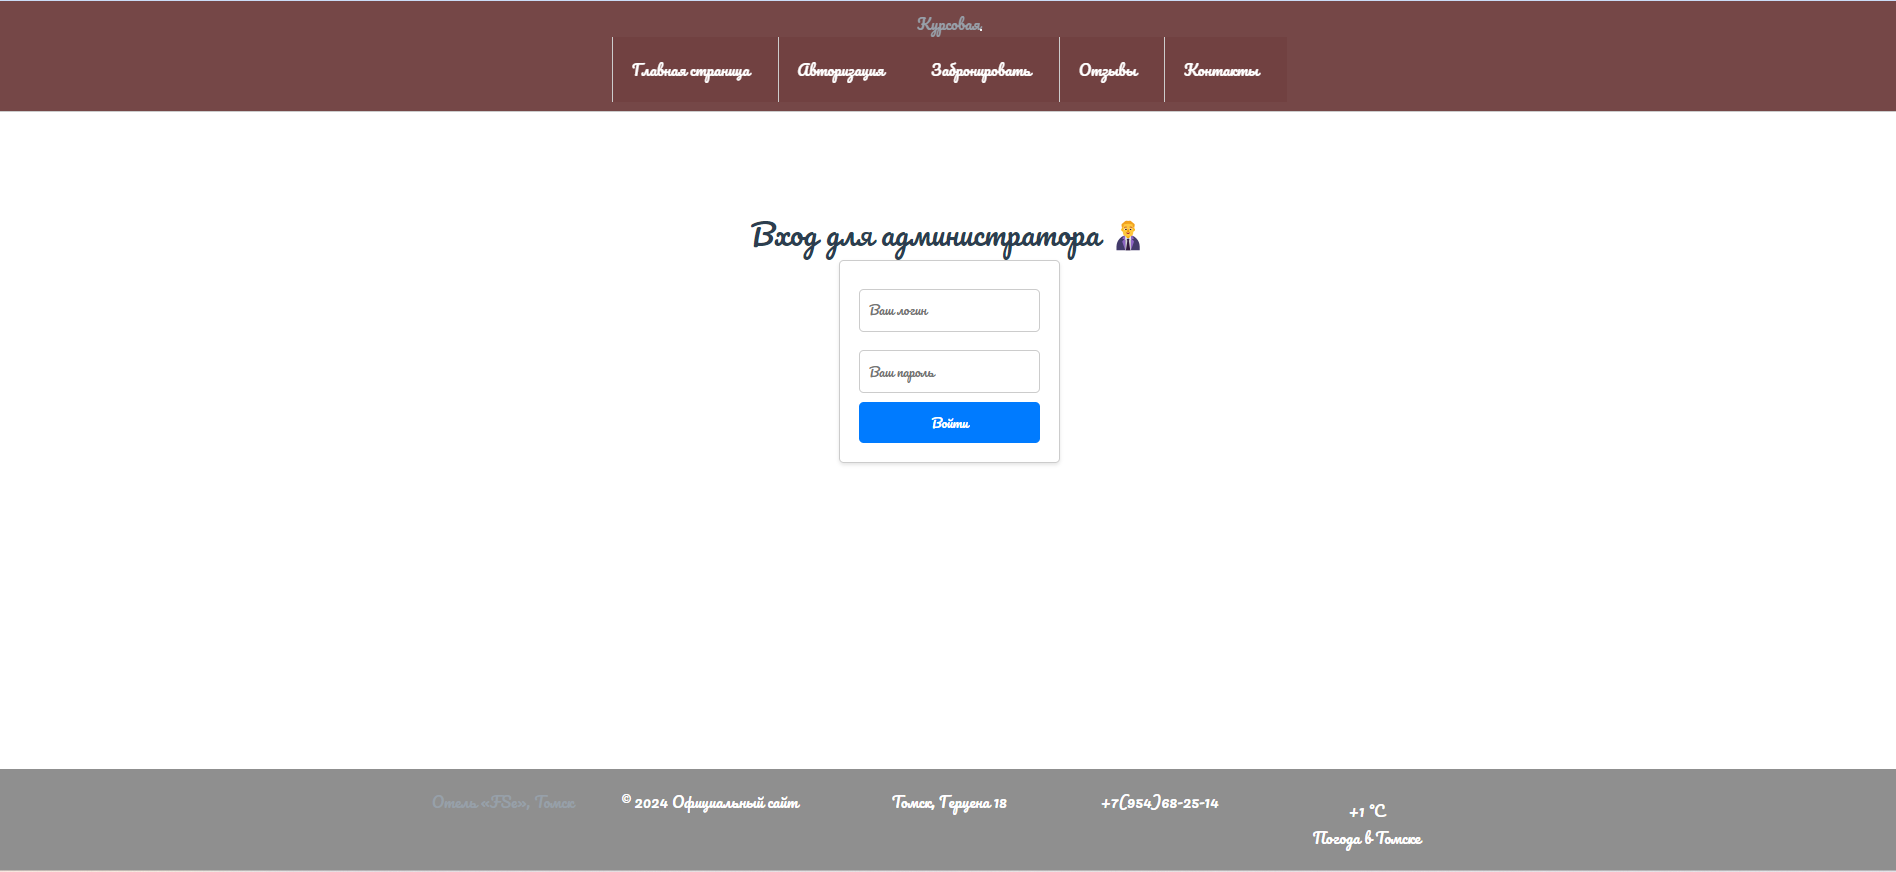 Курсовая.
Главная страница Авторизация Забронировать Отзывы Контакты
Вход для администратора
Ваш логин
Ваш пароль
Войти
Отель «FSe», Томск © 2024 Официальный сайт Томск, Герцена 18 +7(954)68-25-14
+1 °C
Погода в Томске